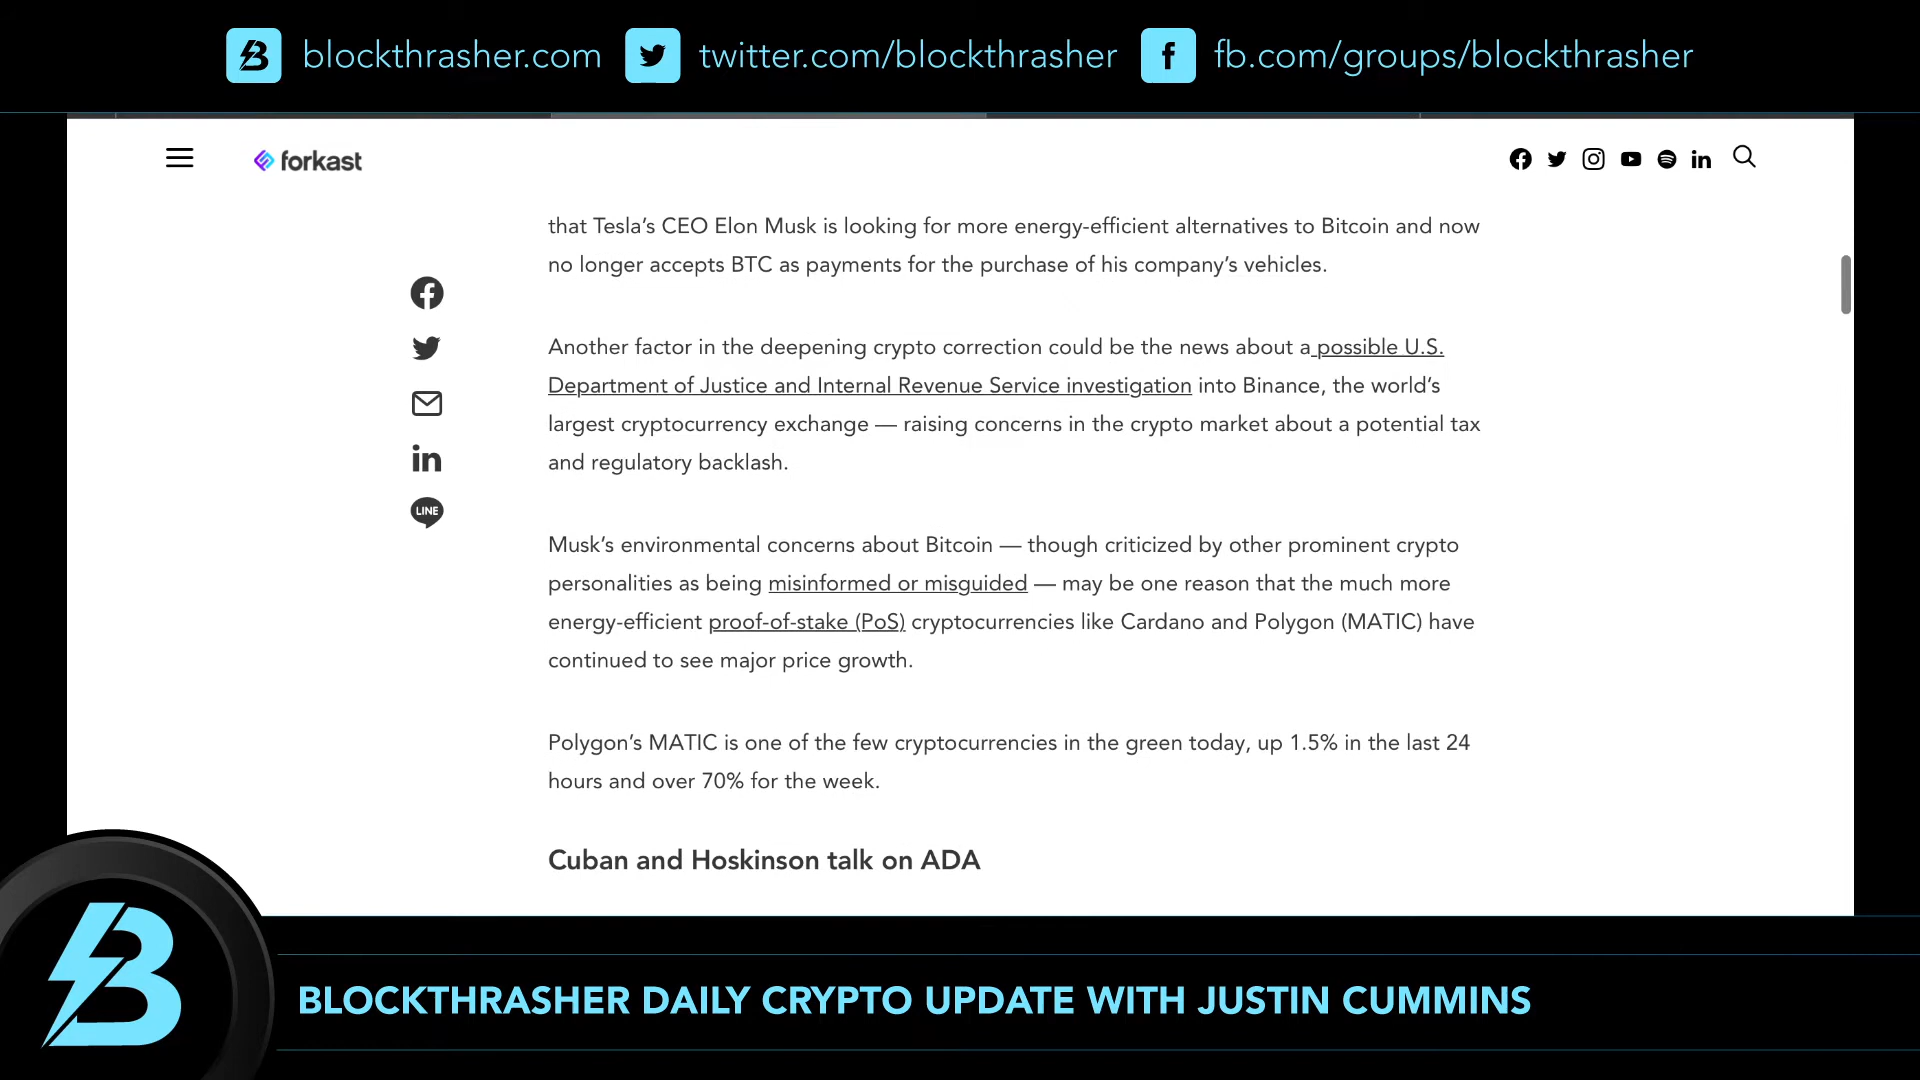 blockthrasher.com twitter.com/blockthrasher fb.com/groups/blockthrasher
forkast
that Tesla’s CEO Elon Musk is looking for more energy-efficient alternatives to Bitcoin and now
no longer accepts BTC as payments for the purchase of his company’s vehicles.
Another factor in the deepening crypto correction could be the news about a possible U.S.
Department of Justice and Internal Revenue Service investigation into Binance, the world’s
largest cryptocurrency exchange — raising concerns in the crypto market about a potential tax
and regulatory backlash.
LINE
Musk’s environmental concerns about Bitcoin — though criticized by other prominent crypto
personalities as being misinformed or misguided — may be one reason that the much more
energy-efficient proof-of-stake (PoS) cryptocurrencies like Cardano and Polygon (MATIC) have
continued to see major price growth.
Polygon’s MATIC is one of the few cryptocurrencies in the green today, up 1.5% in the last 24
hours and over 70% for the week.
Cuban and Hoskinson talk on ADA
BLOCKTHRASHER DAILY CRYPTO UPDATE WITH JUSTIN CUMMINS